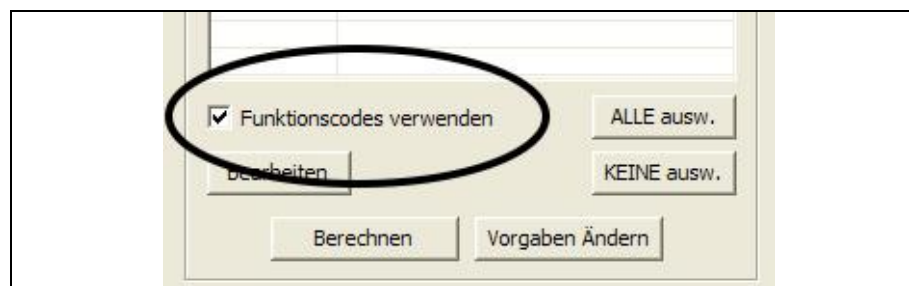 Funktionscodes verwenden
ALLE ausw.
Bearbeiten
KEINE ausw.
Berechnen
Vorgaben Ändern